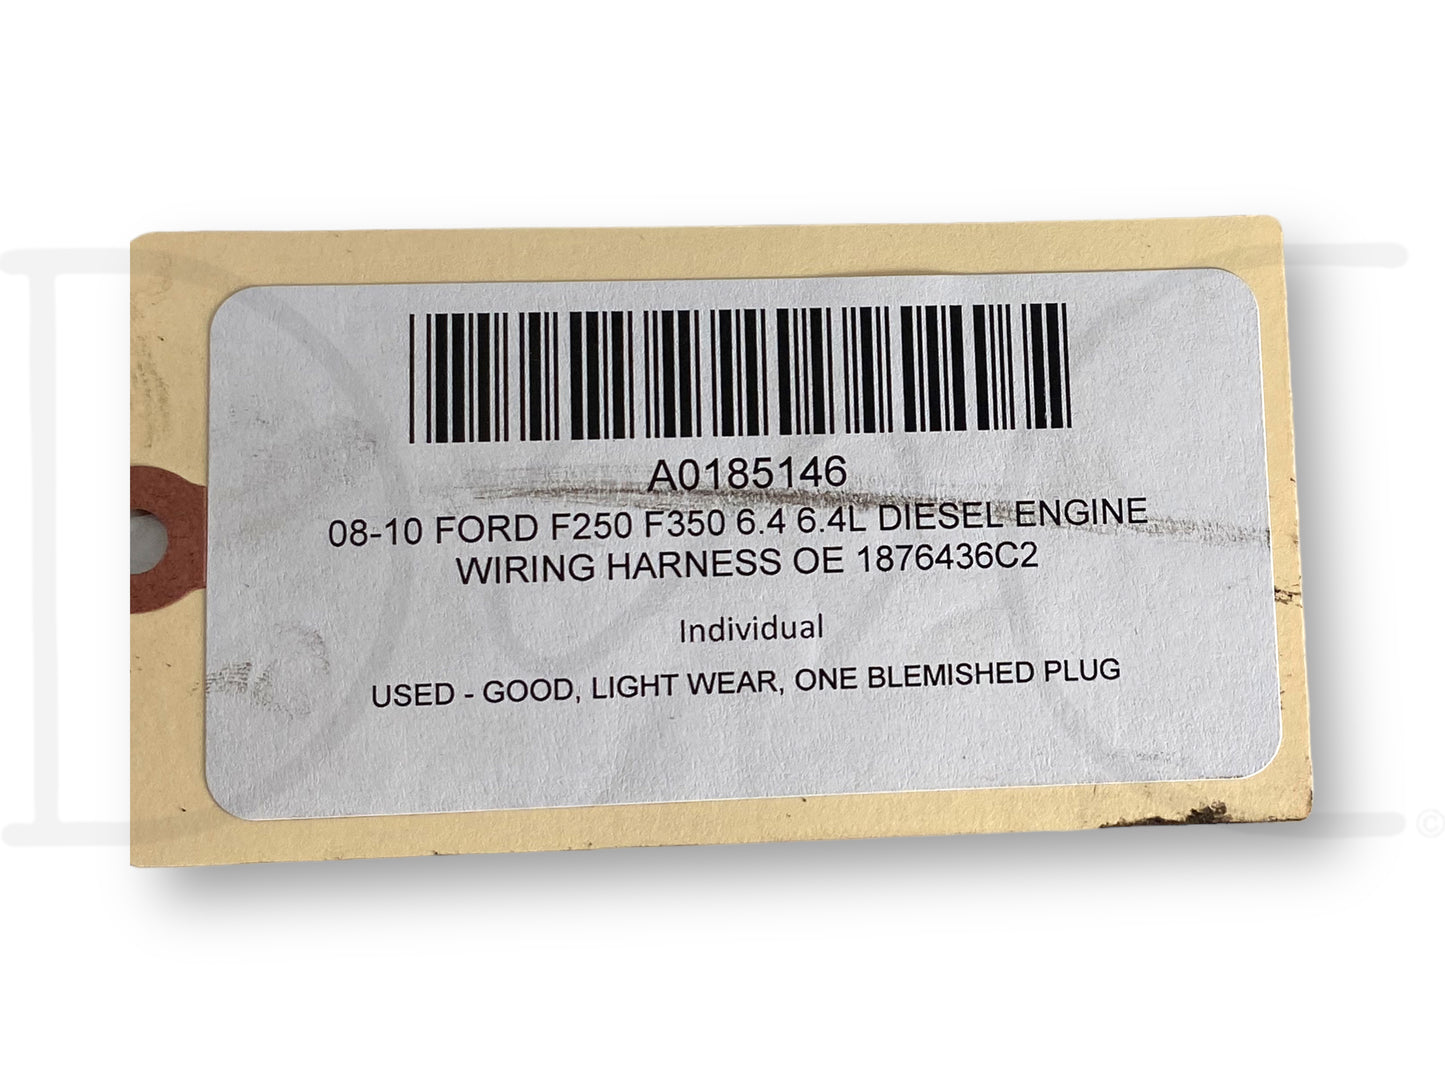 A0185146
08-10 FORD F250 F350 6.4 6.4L DIESEL ENGINE
WIRING HARNESS OE 1876436C2
Individual
USED - GOOD, LIGHT WEAR, ONE BLEMISHED PLUG
©